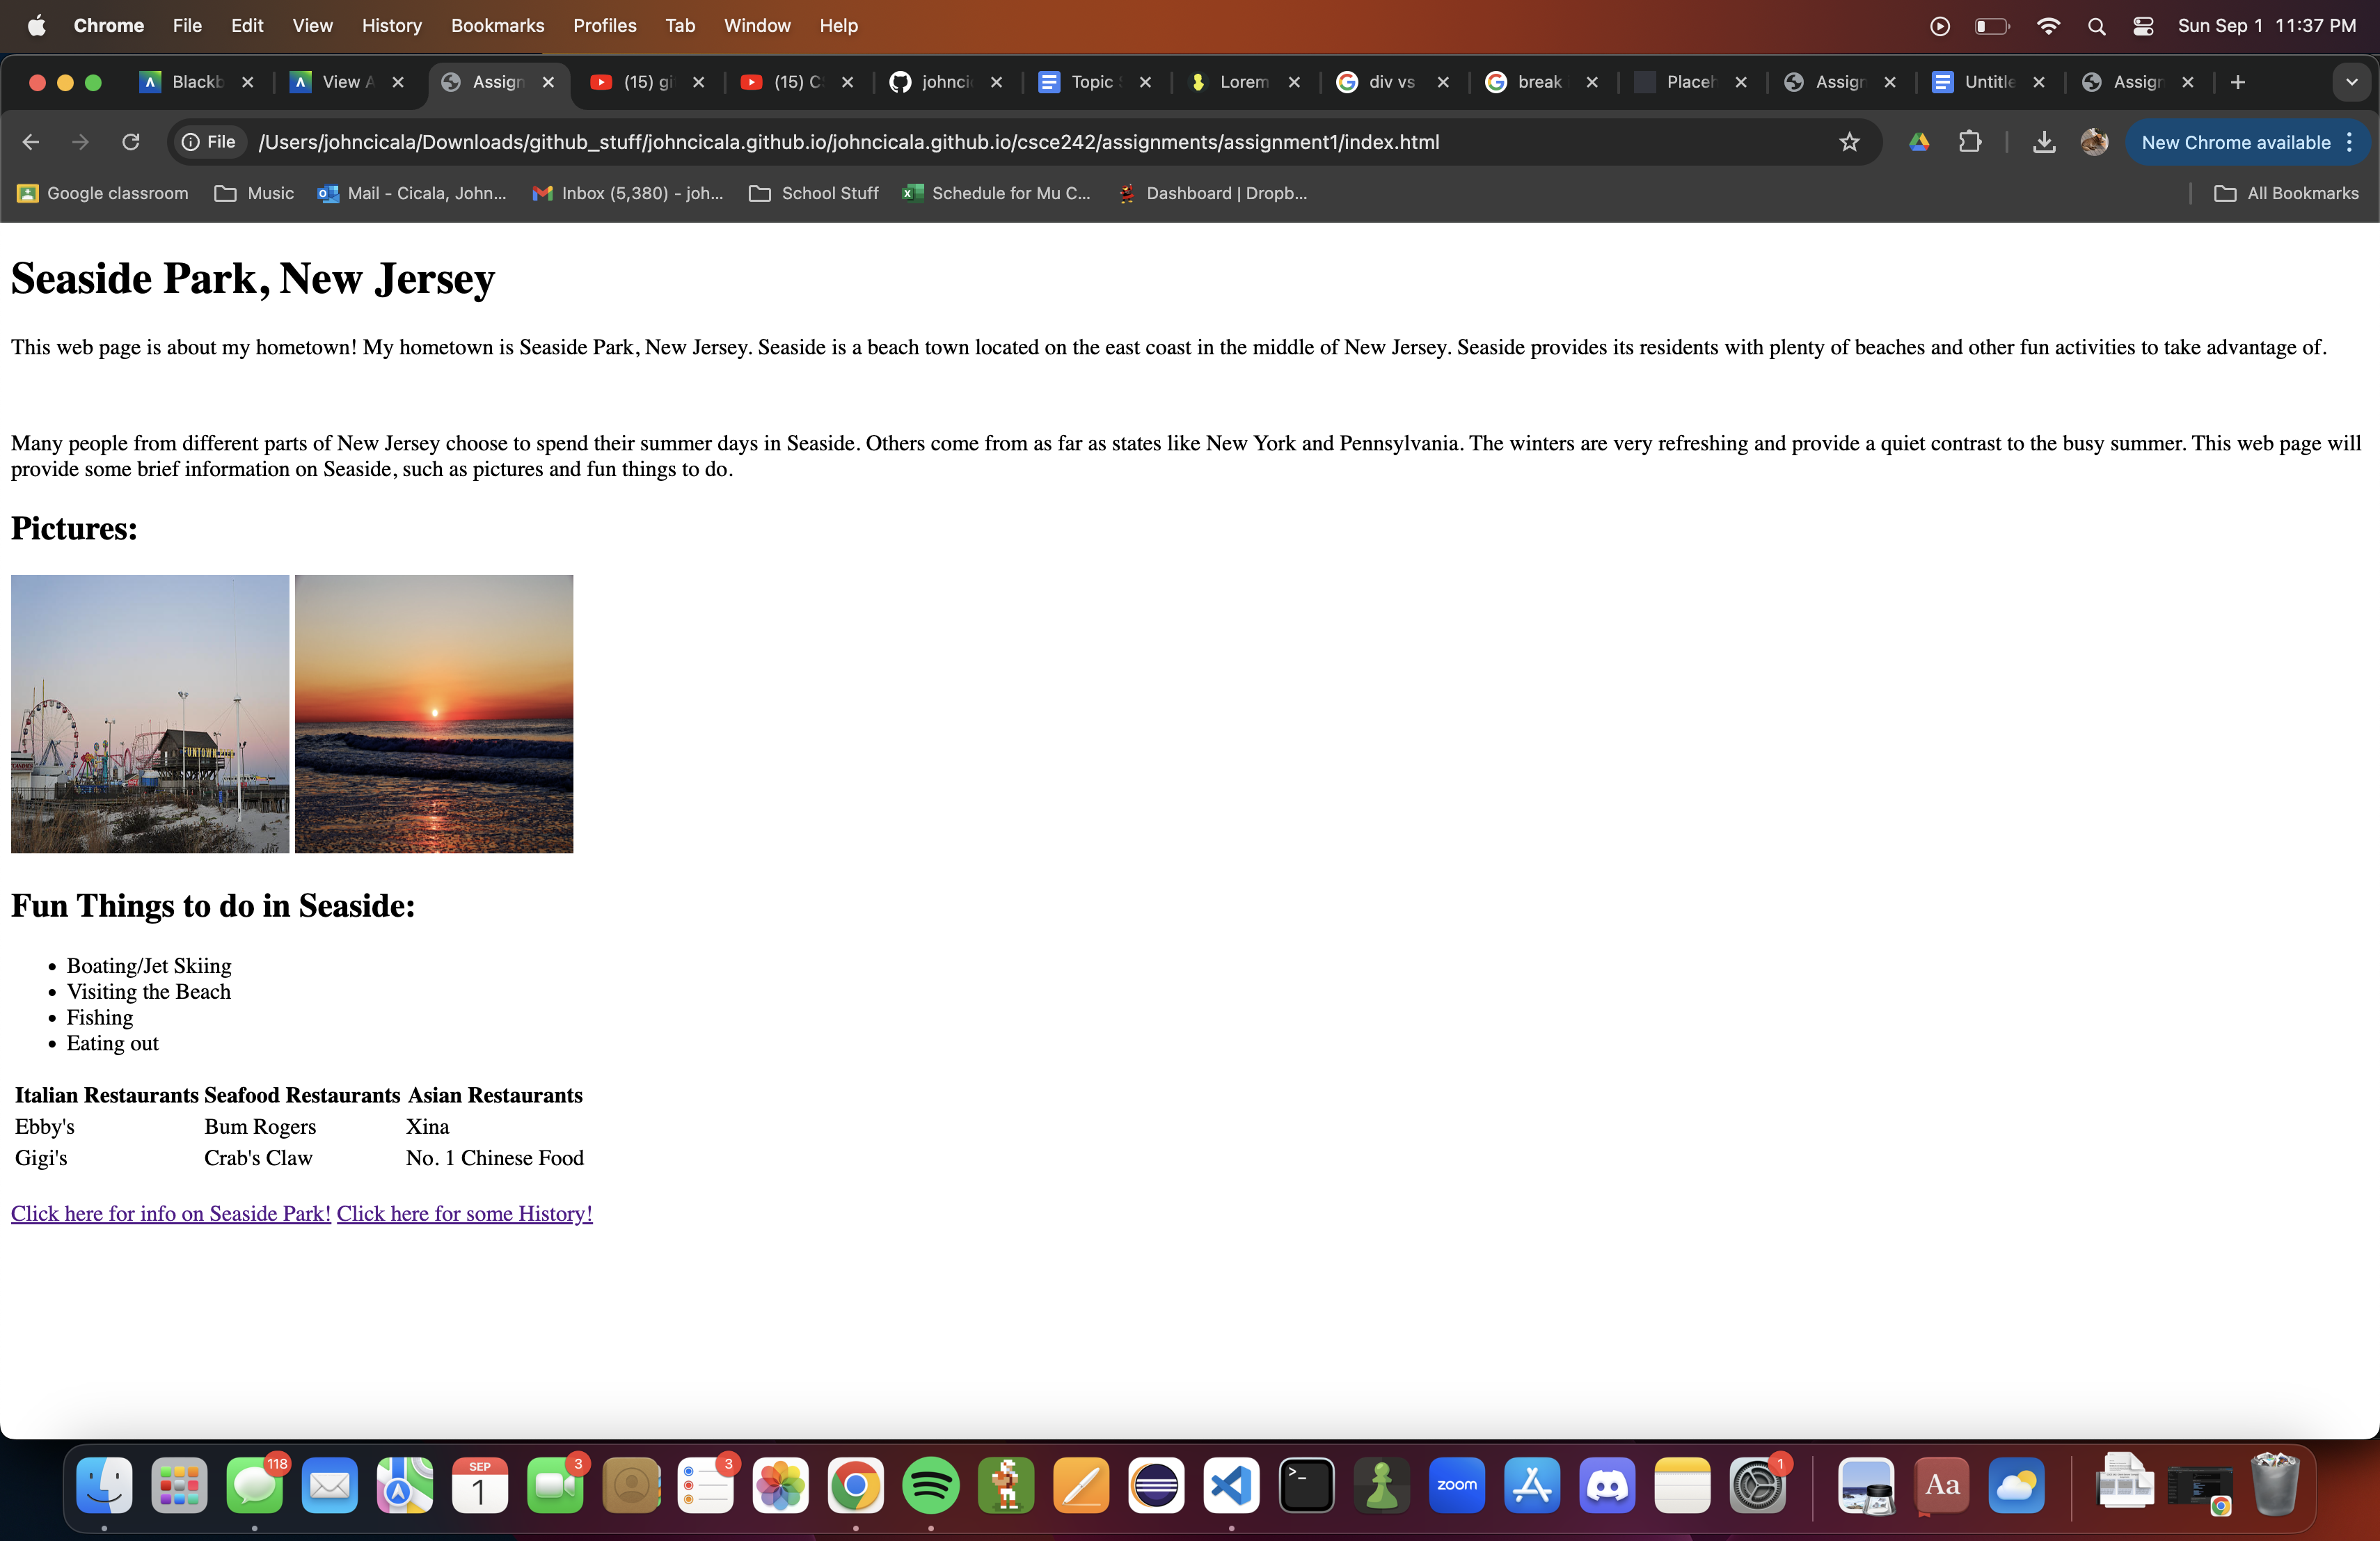 Chrome File Edit View History Bookmarks Profiles Tab Window Help Sun Sep 1 11:37 PM
Blackb View A Assign (15) gi (15) C johnci Topic Lorem div vs break Placeh Assign Untitle Assign
File /Users/johncicala/Downloads/github_stuff/johncicala.github.io/johncicala.github.io/csce242/assignments/assignment1/index.html New Chrome available
Google classroom Music Mail - Cicala, John... Inbox (5,380) - joh... School Stuff Schedule for Mu C... Dashboard | Dropb... All Bookmarks
Seaside Park, New Jersey
This web page is about my hometown! My hometown is Seaside Park, New Jersey. Seaside is a beach town located on the east coast in the middle of New Jersey. Seaside provides its residents with plenty of beaches and other fun activities to take advantage of.
Many people from different parts of New Jersey choose to spend their summer days in Seaside. Others come from as far as states like New York and Pennsylvania. The winters are very refreshing and provide a quiet contrast to the busy summer. This web page will
provide some brief information on Seaside, such as pictures and fun things to do.
Pictures:
FUNTOWN
Fun Things to do in Seaside:
• Boating/Jet Skiing
• Visiting the Beach
• Fishing
• Eating out
Italian Restaurants Seafood Restaurants Asian Restaurants
Ebby's Bum Rogers Xina
Gigi's Crab's Claw No. 1 Chinese Food
Click here for info on Seaside Park! Click here for some History!
118 SEP 1 3 3 >_ zoom 1 Aa